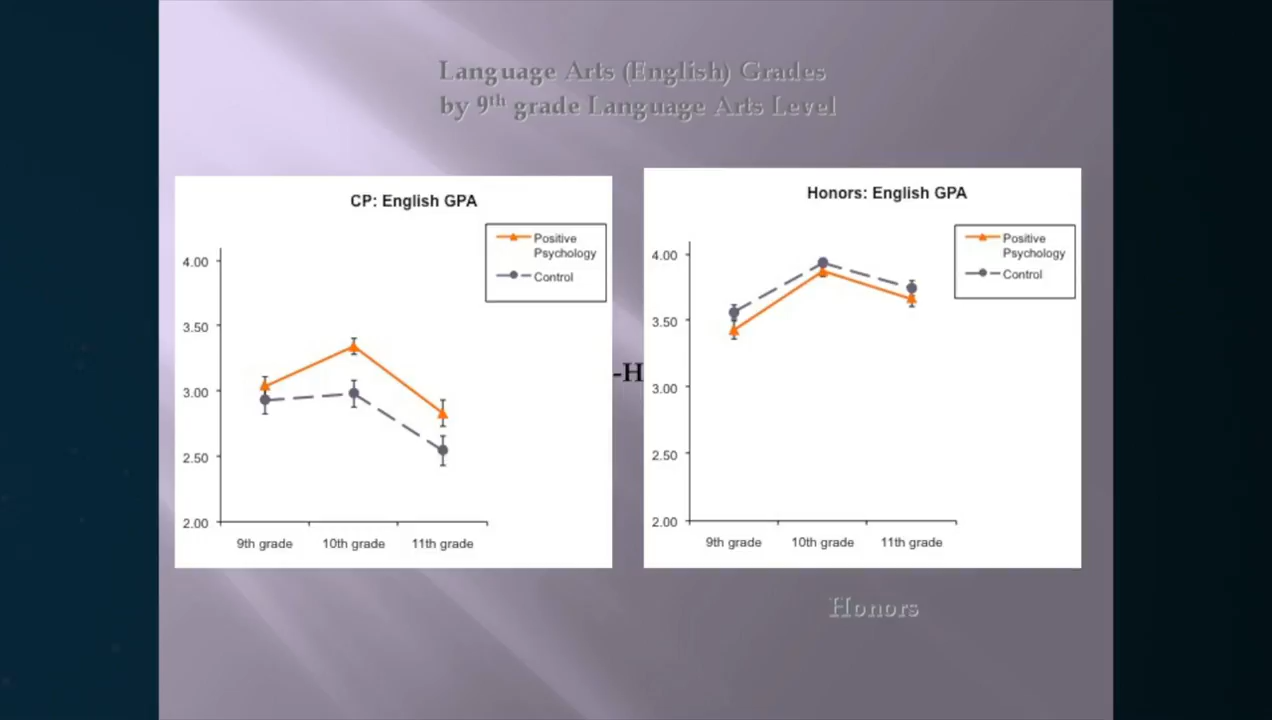 Language Arts (English) Grades
by 9th grade Language Arts Level
CP: English GPA
Positive
Psychology
Control
4.00
3.50
3.00
2.50
2.00
9th grade 10th grade 11th grade
-H
Honors: English GPA
Positive
Psychology
Control
4.00
3.50
3.00
2.50
2.00
9th grade 10th grade 11th grade
Honors